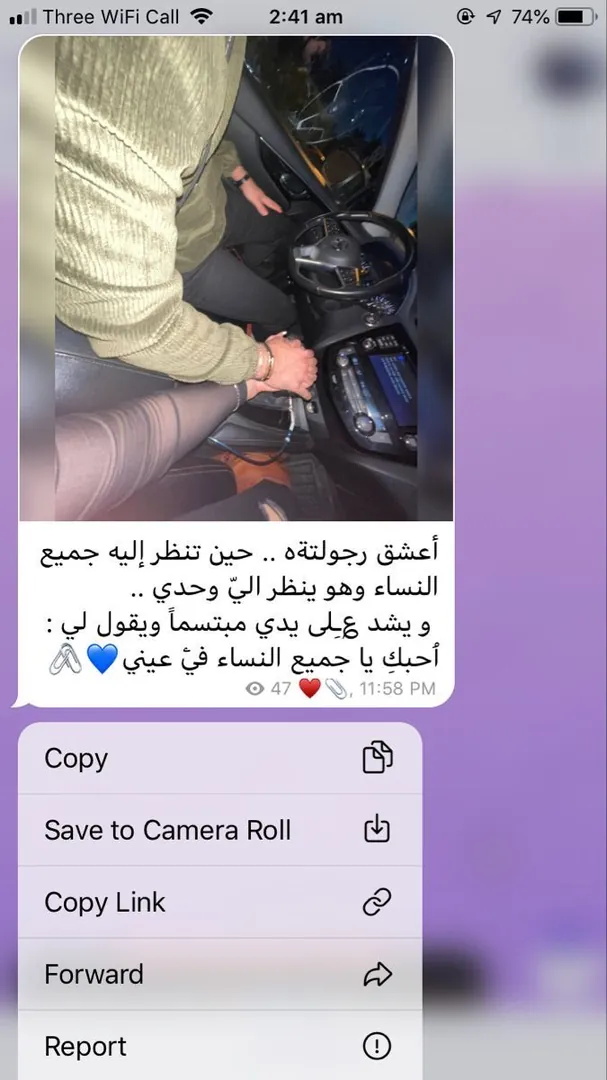 Three WiFi Call
2:41 am
74%
أعشق رجولتةه .. حين تنظر إليه جميع
النساء وهو ينظر اليّ وحدي ..
و يشد عِـلى يدي مبتسماً ويقول لي :
اُحبكِ يا جميع النساء فيَّ عيني💙🖇
47 ❤️📎, 11:58 PM
Copy
Save to Camera Roll
Copy Link
Forward
Report